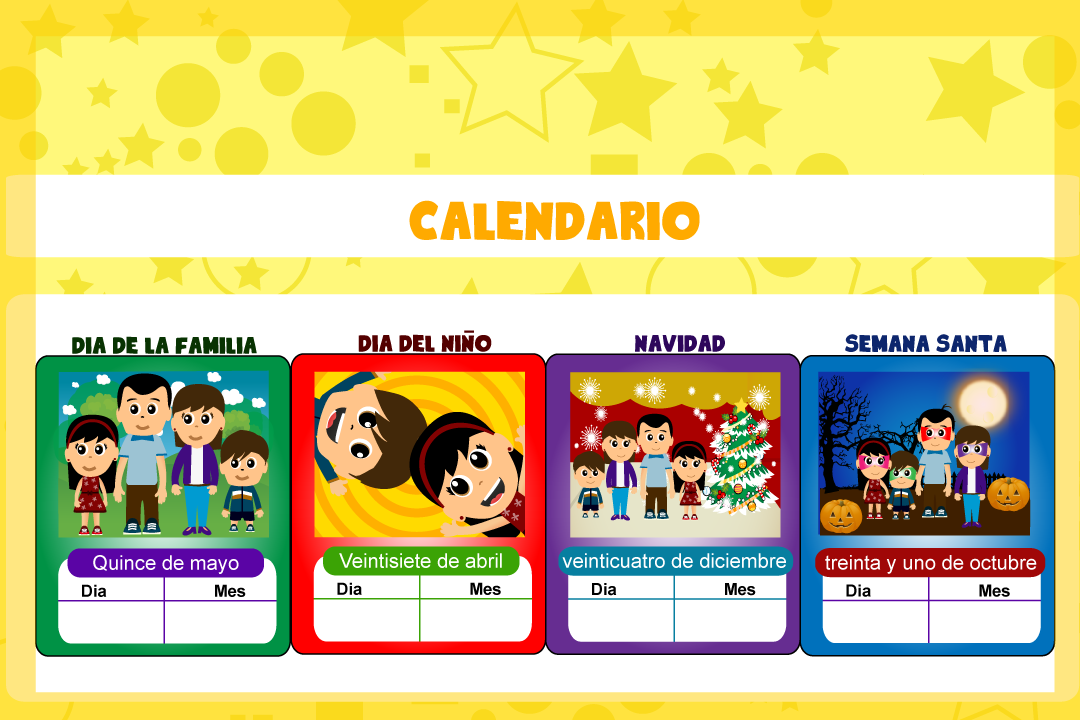 CALENDARIO
DIA DE LA FAMILIA
Quince de mayo
Dia Mes
DIA DEL NIÑO
Veintisiete de abril
Dia Mes
NAVIDAD
veinticuatro de diciembre
Dia Mes
SEMANA SANTA
treinta y uno de octubre
Dia Mes